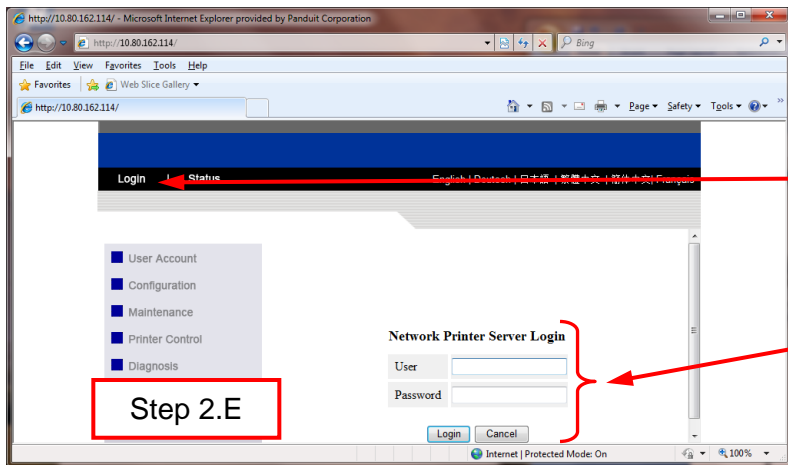 http://10.80.162.114/ - Microsoft Internet Explorer provided by Panduit Corporation
http://10.80.162.114/ Bing
File Edit View Favorites Tools Help
Favorites Web Slice Gallery
http://10.80.162.114/ Page Safety Tools
Login | Status English | Deutsch | 日本語 | 繁體中文 | 簡体中文 | Français
User Account
Configuration
Maintenance
Printer Control
Diagnosis
Network Printer Server Login
User
Password
Login Cancel
Step 2.E
Internet | Protected Mode: On 100%